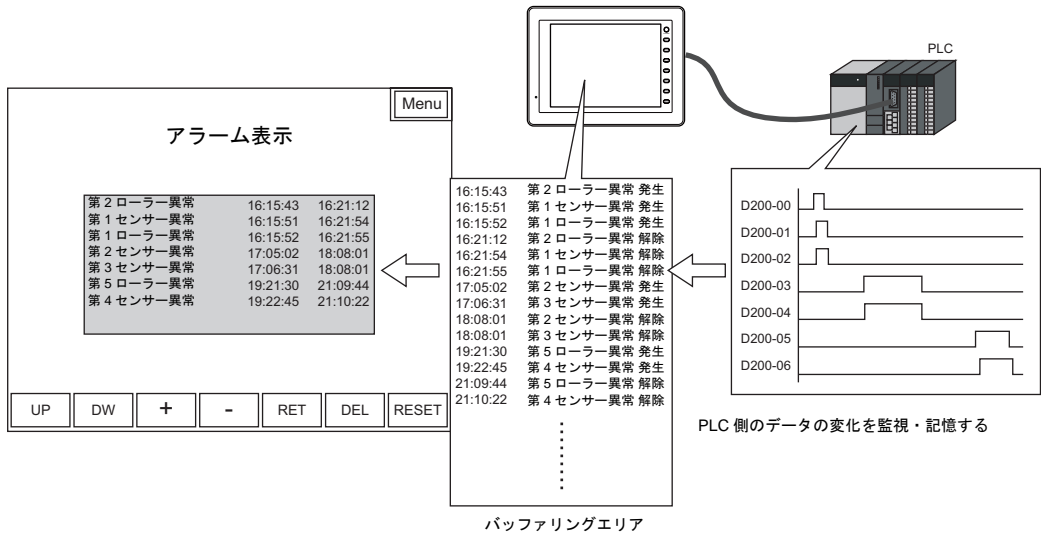 PLC
Menu
アラーム表示
第 2 ローラー異常 16:15:43 16:21:12
第 1 センサー異常 16:15:51 16:21:54
第 1 ローラー異常 16:15:52 16:21:55
第 2 センサー異常 17:05:02 18:08:01
第 3 センサー異常 17:06:31 18:08:01
第 5 ローラー異常 19:21:30 21:09:44
第 4 センサー異常 19:22:45 21:10:22
UP DW + - RET DEL RESET
16:15:43 第 2 ローラー異常 発生
16:15:51 第 1 センサー異常 発生
16:15:52 第 1 ローラー異常 発生
16:21:12 第 2 ローラー異常 解除
16:21:54 第 1 センサー異常 解除
16:21:55 第 1 ローラー異常 解除
17:05:02 第 2 センサー異常 発生
17:06:31 第 3 センサー異常 発生
18:08:01 第 2 センサー異常 解除
18:08:01 第 3 センサー異常 解除
19:21:30 第 5 ローラー異常 発生
19:22:45 第 4 センサー異常 発生
21:09:44 第 5 ローラー異常 解除
21:10:22 第 4 センサー異常 解除
バッファリングエリア
D200-00
D200-01
D200-02
D200-03
D200-04
D200-05
D200-06
PLC 側のデータの変化を監視・記憶する